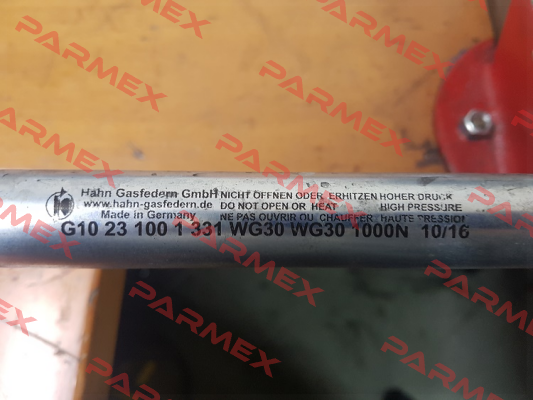 Hahn Gasfedern GmbH NICHT ÖFFNEN ODER ERHITZEN HOHER DRUCK
www.hahn-gasfedern.de DO NOT OPEN OR HEAT HIGH PRESSURE
Made in Germany NE PAS OUVRIR OU CHAUFFER HAUTE PRESSION
G10 23 100 1 331 WG30 WG30 1000N 10/16
PARMEX
PARMEX
PARMEX
PARMEX
PARMEX
PARMEX
PARMEX
PARMEX